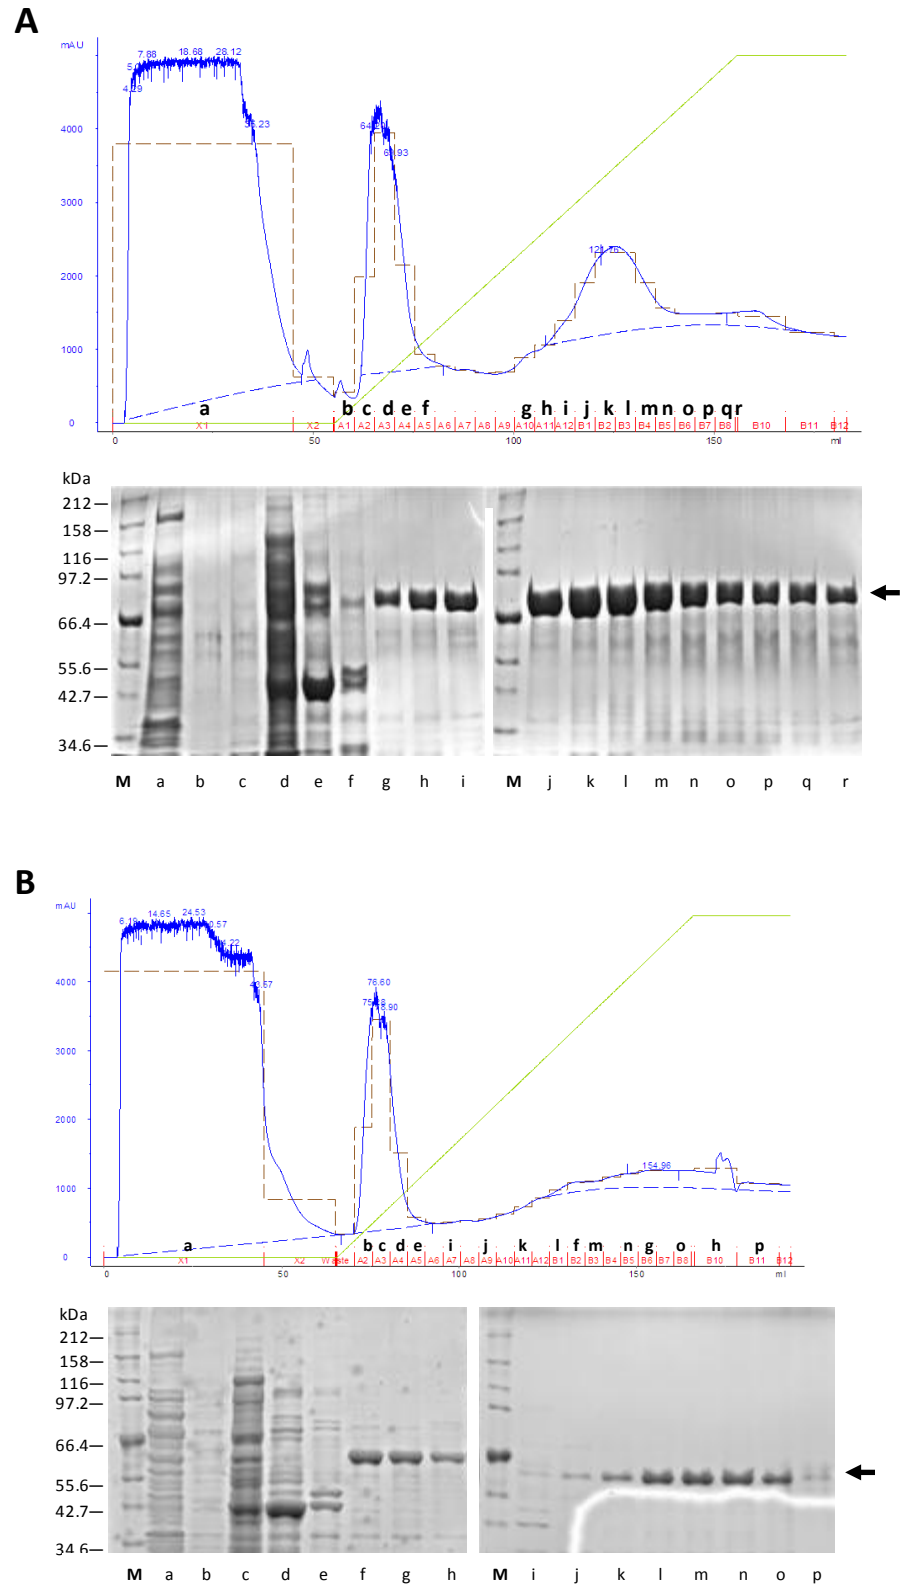 A
mAU
7.88 18.68 28.12
4000
3000
2000
1000
0
a b c d e f g h i j k l m n o p q r
X1 X2 A1 A2 A3 A4 A5 A6 A7 A8 A9 A10 A11 A12 B1 B2 B3 B4 B5 B6 B7 B8 B10 B11 B12
0 50 100 150 ml
kDa
212
158
116
97.2
66.4
55.6
42.7
34.6
M a b c d e f g h i M j k l m n o p q r
B
mAU
6.19 14.65 24.53
76.60
4000
3000
2000
1000
154.96
0
a b c d e i j k l f m n g o h p
X1 X2 Waste A2 A3 A4 A5 A6 A7 A8 A9 A10 A11 A12 B1 B2 B3 B4 B5 B6 B7 B8 B10 B11 B12
0 50 100 150 ml
kDa
212
158
116
97.2
66.4
55.6
42.7
34.6
M a b c d e f g h M i j k l m n o p